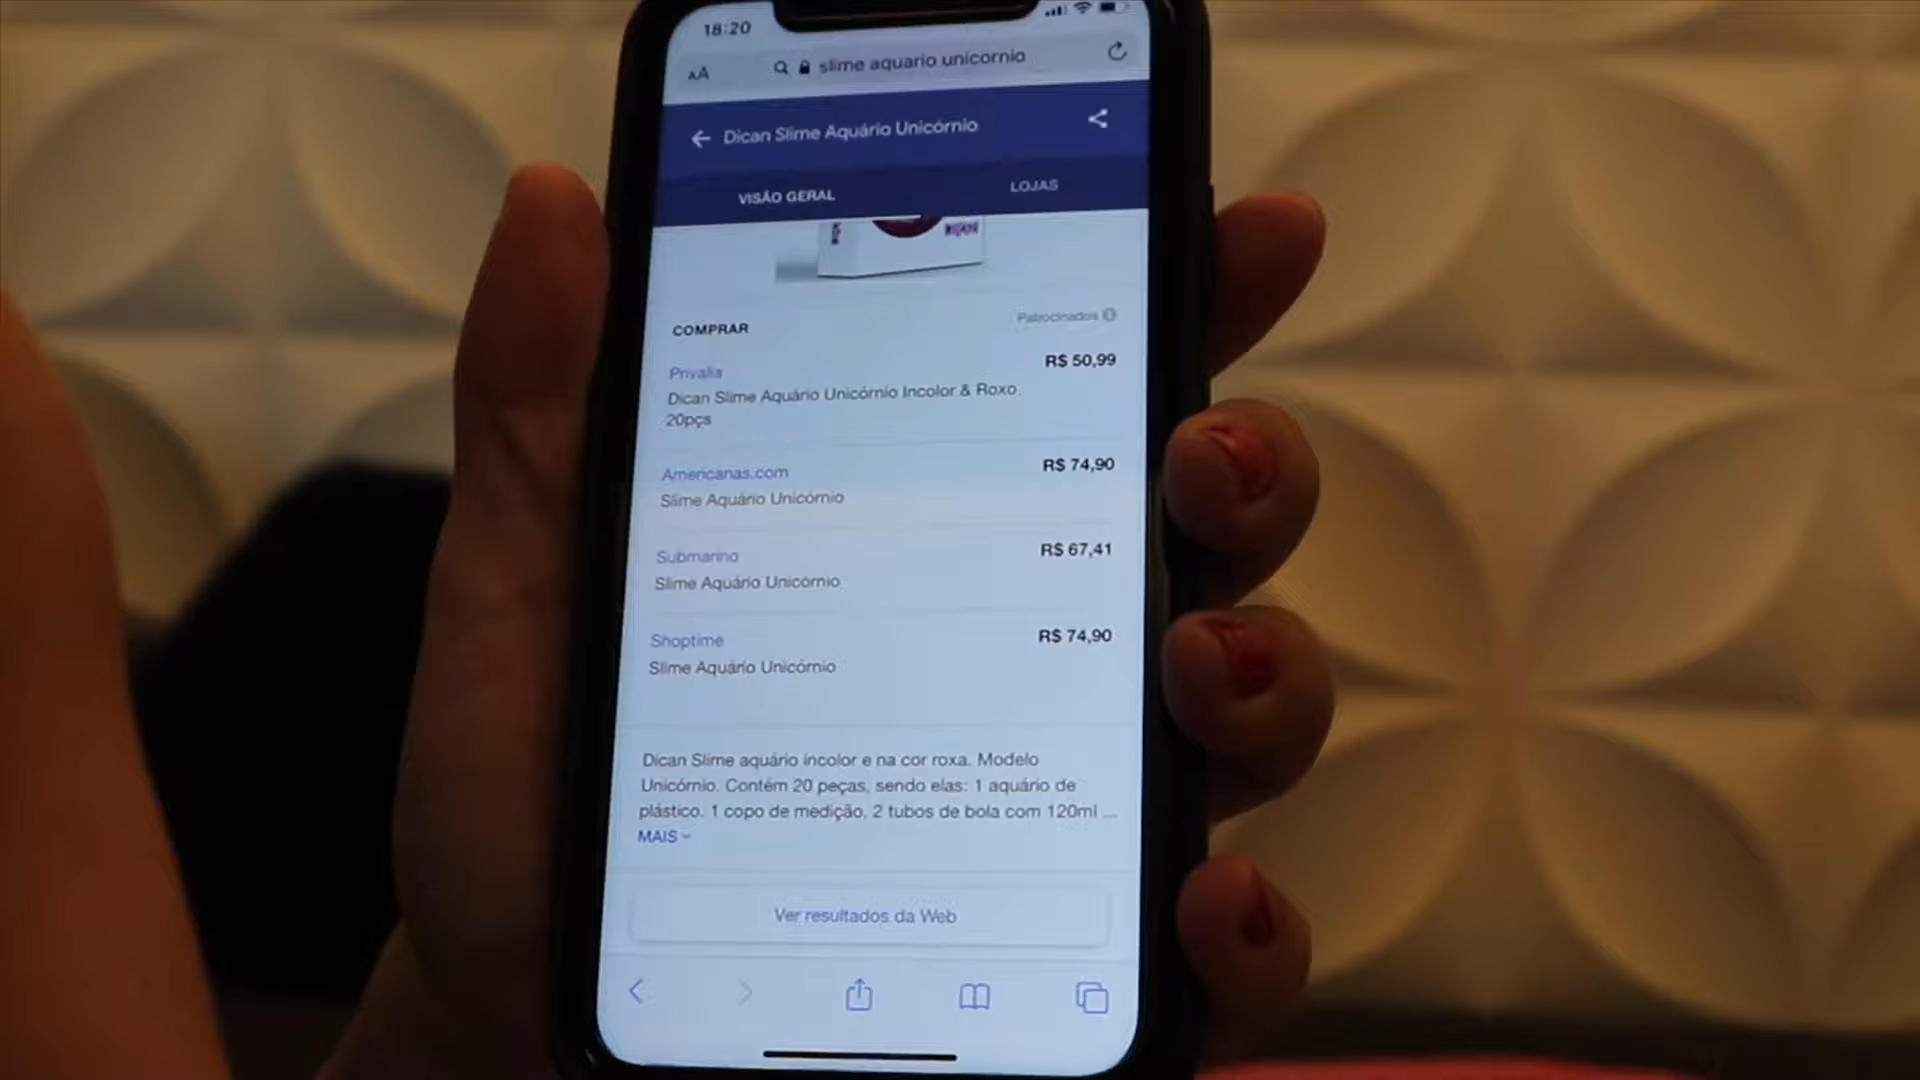 18:20
AA
slime aquario unicornio
Dican Slime Aquário Unicórnio
VISÃO GERAL
LOJAS
COMPRAR
Patrocinados
Privalia
R$ 50,99
Dican Slime Aquário Unicórnio Incolor & Roxo
20pçs
Americanas.com
R$ 74,90
Slime Aquário Unicórnio
Submarino
R$ 67,41
Slime Aquário Unicórnio
Shoptime
R$ 74,90
Slime Aquário Unicórnio
Dican Slime aquário incolor e na cor roxa. Modelo
Unicórnio. Contém 20 peças, sendo elas: 1 aquário de
plástico. 1 copo de medição, 2 tubos de bola com 120ml ...
MAIS
Ver resultados da Web